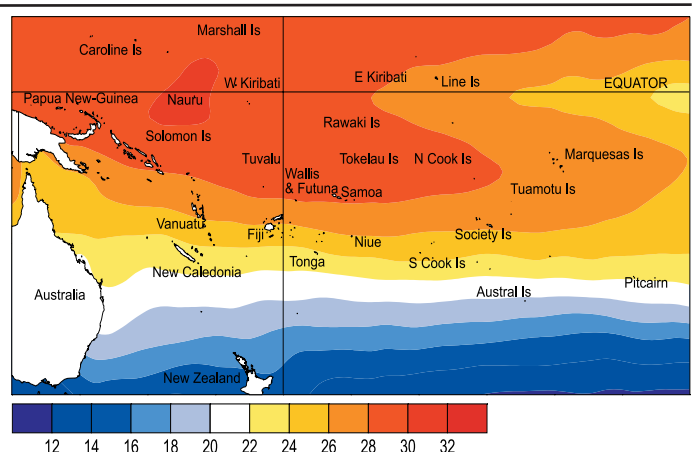 Marshall Is
Caroline Is
W. Kiribati
E Kiribati
Line Is
EQUATOR
Papua New-Guinea
Nauru
Rawaki Is
Solomon Is
Tuvalu
Tokelau Is
N Cook Is
Marquesas Is
Wallis
& Futuna
Samoa
Tuamotu Is
Vanuatu
Fiji
Niue
Society Is
Tonga
S Cook Is
New Caledonia
Pitcairn
Australia
Austral Is
New Zealand
12 14 16 18 20 22 24 26 28 30 32